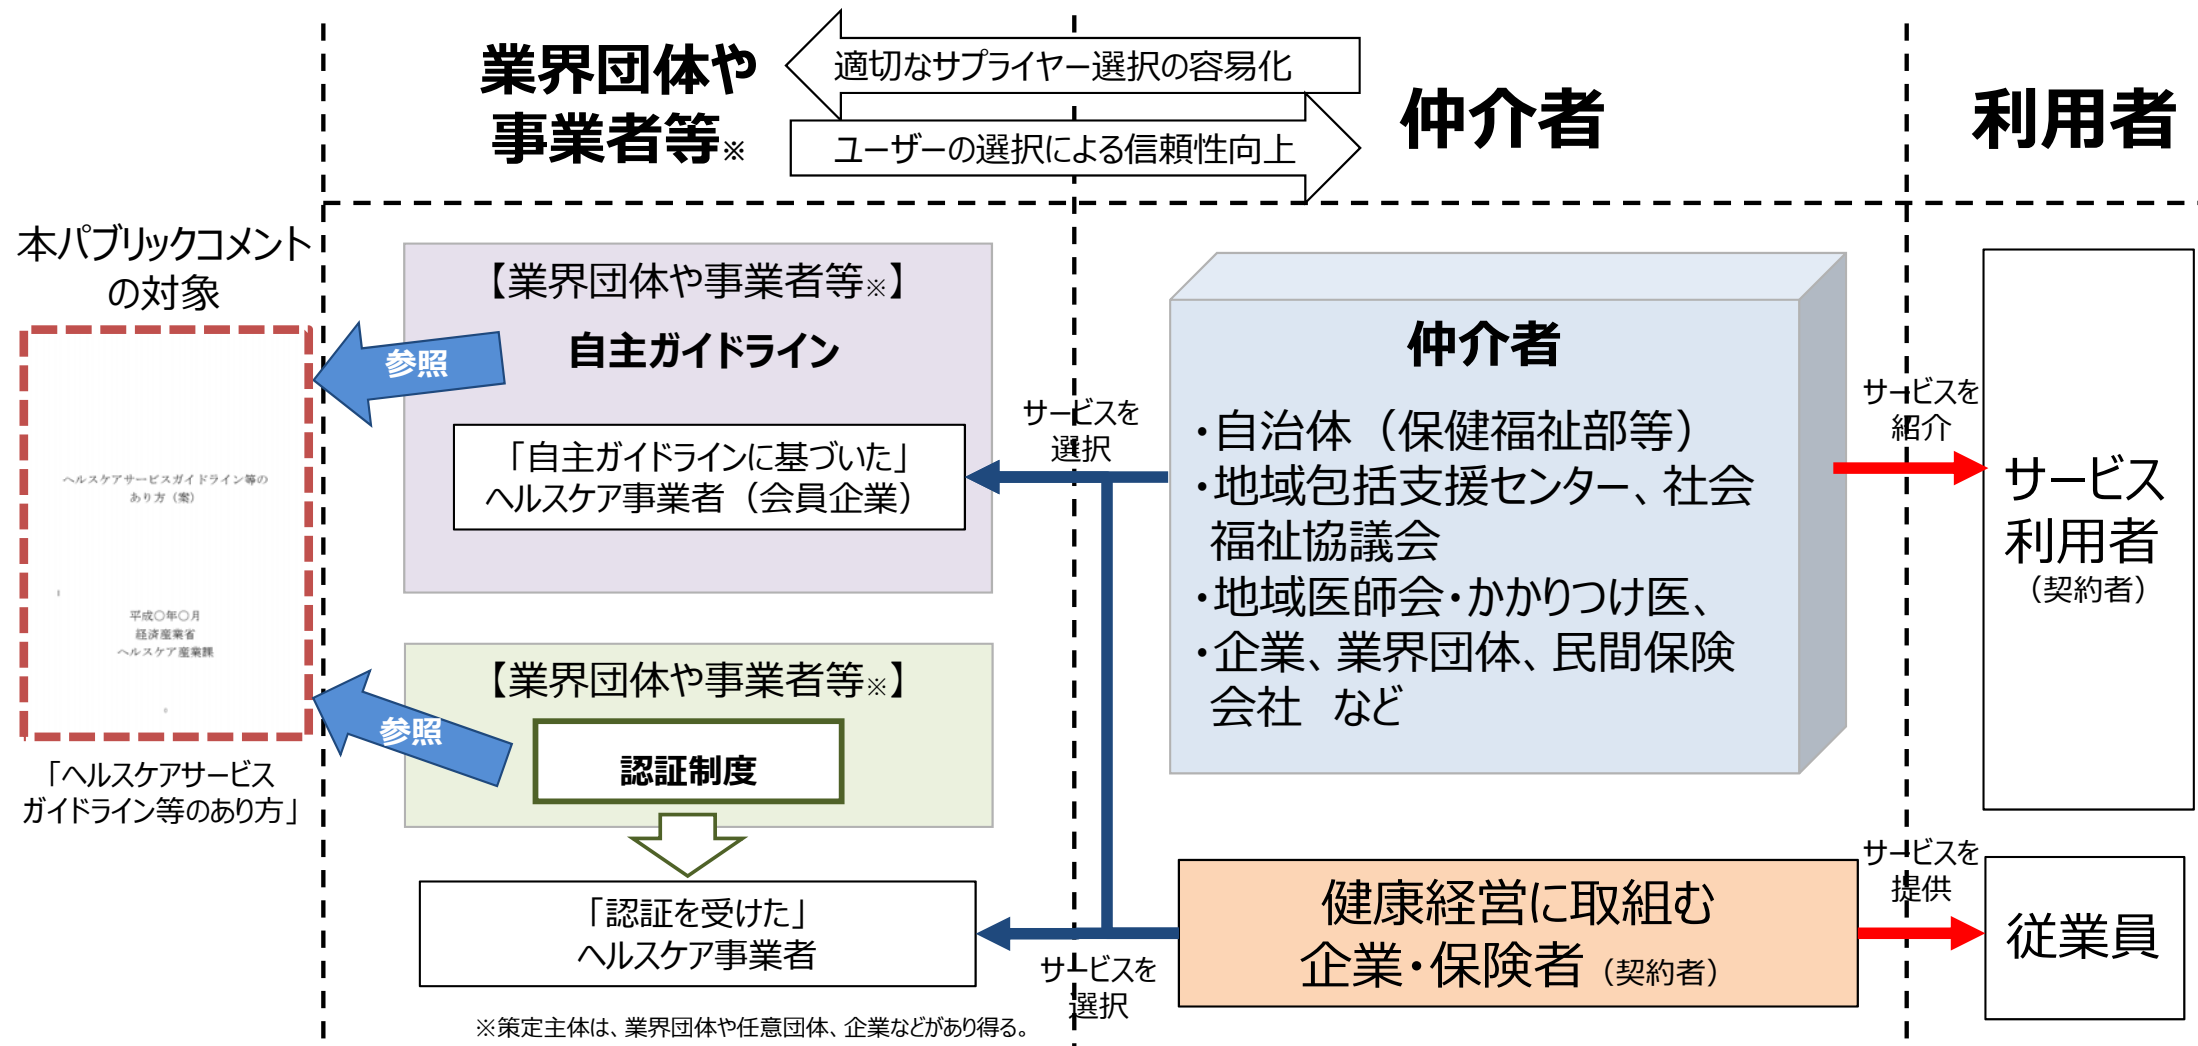 業界団体や
事業者等※
適切なサプライヤー選択の容易化
ユーザーの選択による信頼性向上
仲介者
利用者
本パブリックコメント
の対象
ヘルスケアサービスガイドライン等の
あり方（案）
平成〇年〇月
経済産業省
ヘルスケア産業課
「ヘルスケアサービス
ガイドライン等のあり方」
【業界団体や事業者等※】
自主ガイドライン
参照
「自主ガイドラインに基づいた」
ヘルスケア事業者（会員企業）
【業界団体や事業者等※】
参照
認証制度
「認証を受けた」
ヘルスケア事業者
※策定主体は、業界団体や任意団体、企業などがあり得る。
サービスを
選択
サービスを
選択
仲介者
・自治体（保健福祉部等）
・地域包括支援センター、社会
福祉協議会
・地域医師会・かかりつけ医、
・企業、業界団体、民間保険
会社　など
健康経営に取組む
企業・保険者（契約者）
サービスを
紹介
サービス
利用者
（契約者）
サービスを
提供
従業員